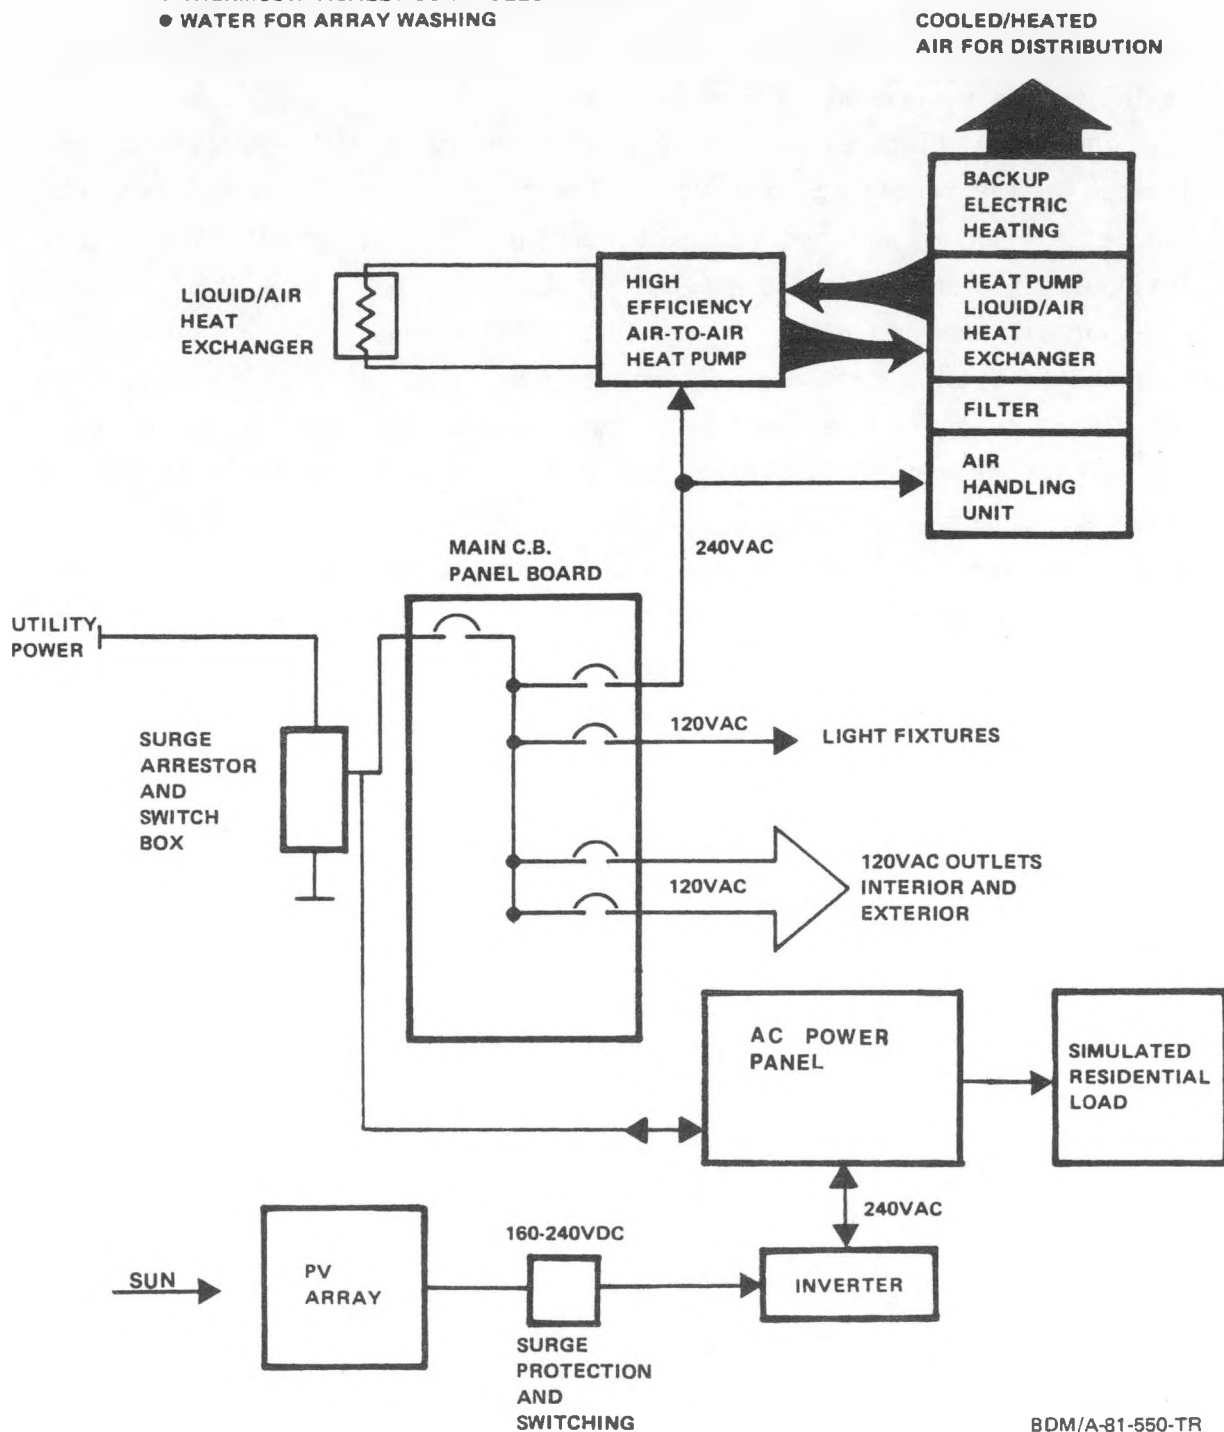 ● WATER FOR ARRAY WASHING
COOLED/HEATED
AIR FOR DISTRIBUTION
BACKUP
ELECTRIC
HEATING
LIQUID/AIR
HEAT
EXCHANGER
HIGH
EFFICIENCY
AIR-TO-AIR
HEAT PUMP
HEAT PUMP
LIQUID/AIR
HEAT
EXCHANGER
FILTER
AIR
HANDLING
UNIT
MAIN C.B.
PANEL BOARD
240VAC
UTILITY
POWER
SURGE
ARRESTOR
AND
SWITCH
BOX
120VAC
LIGHT FIXTURES
120VAC
120VAC OUTLETS
INTERIOR AND
EXTERIOR
AC POWER
PANEL
SIMULATED
RESIDENTIAL
LOAD
240VAC
160-240VDC
SUN
PV
ARRAY
INVERTER
SURGE
PROTECTION
AND
SWITCHING
BDM/A-81-550-TR